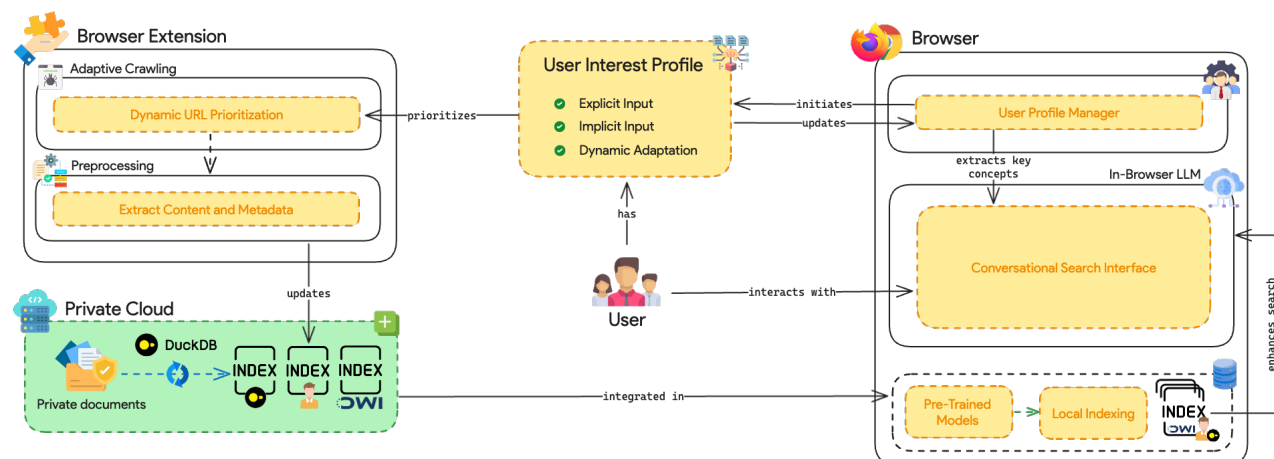 Browser Extension
Adaptive Crawling
Dynamic URL Prioritization
Preprocessing
Extract Content and Metadata
updates
Private Cloud
DuckDB
Private documents
INDEX
INDEX
INDEX
OWI
prioritizes
User Interest Profile
Explicit Input
Implicit Input
Dynamic Adaptation
has
User
initiates
updates
interacts with
integrated in
Browser
User Profile Manager
extracts key
concepts
In-Browser LLM
Conversational Search Interface
Pre-Trained
Models
Local Indexing
INDEX
OWI
enhances search